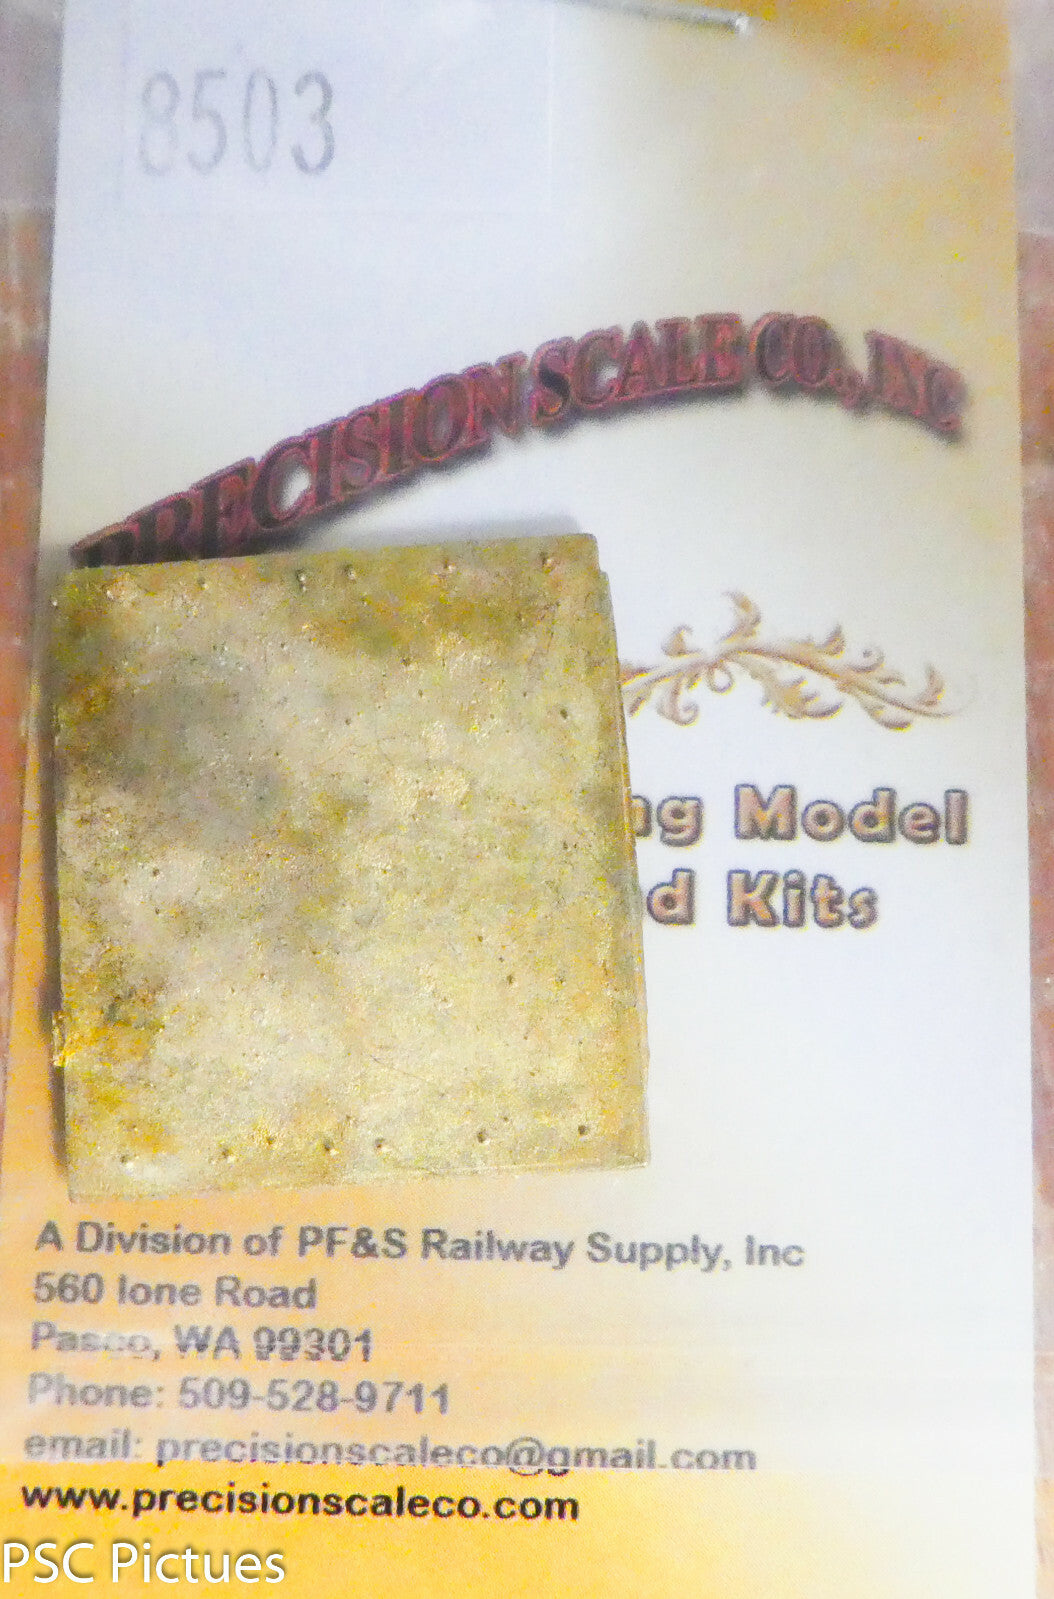 8503
PRECISION SCALE CO., INC
ng Model
d Kits
A Division of PF&S Railway Supply, Inc
560 Ione Road
Pasco, WA 99301
Phone: 509-528-9711
email: precisionscaleco@gmail.com
www.precisionscaleco.com
PSC Pictues